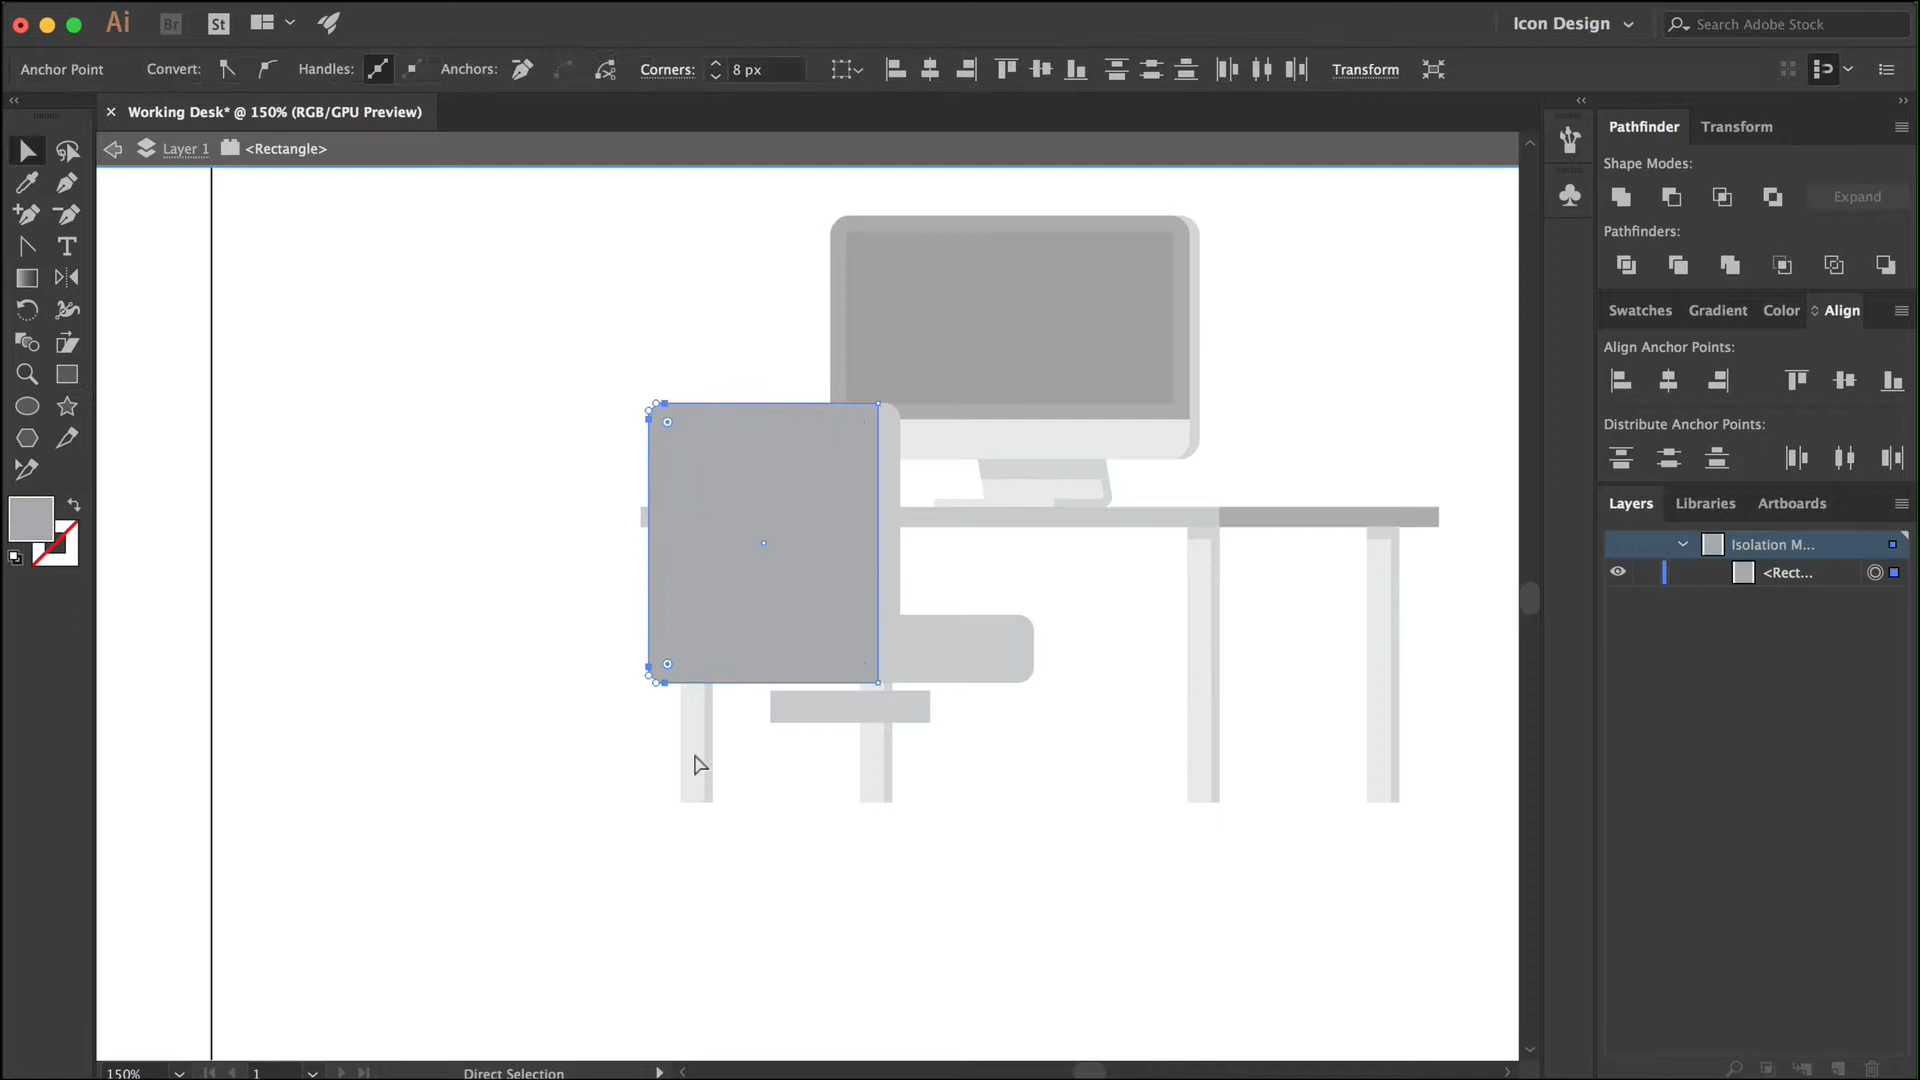 Ai Br St Icon Design Search Adobe Stock
Anchor Point Convert: Handles: Anchors: Corners: 8 px Transform
Working Desk* @ 150% (RGB/GPU Preview)
Layer 1 <Rectangle>
Pathfinder Transform
Shape Modes:
Expand
Pathfinders:
Swatches Gradient Color Align
Align Anchor Points:
Distribute Anchor Points:
Layers Libraries Artboards
Isolation M...
<Rect...
T
150% 1 Direct Selection